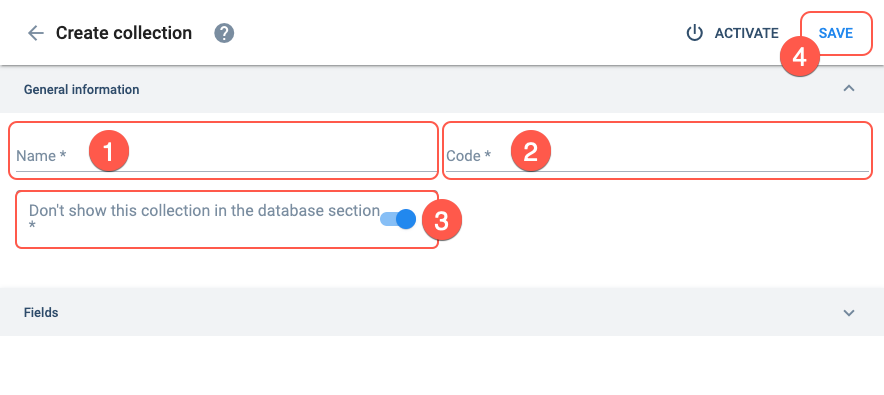 Create collection ?
ACTIVATE
SAVE
4
General information
Name * 1
Code * 2
Don't show this collection in the database section
*
3
Fields